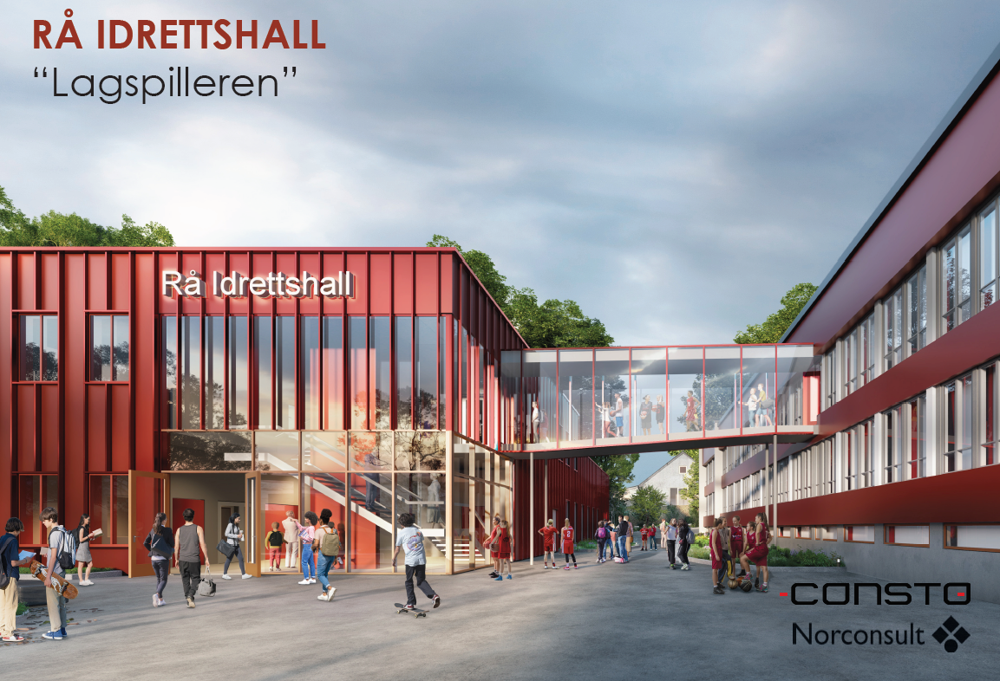 RÅ IDRETTSHALL
“Lagspilleren”
Rå Idrettshall
CONSTO
Norconsult